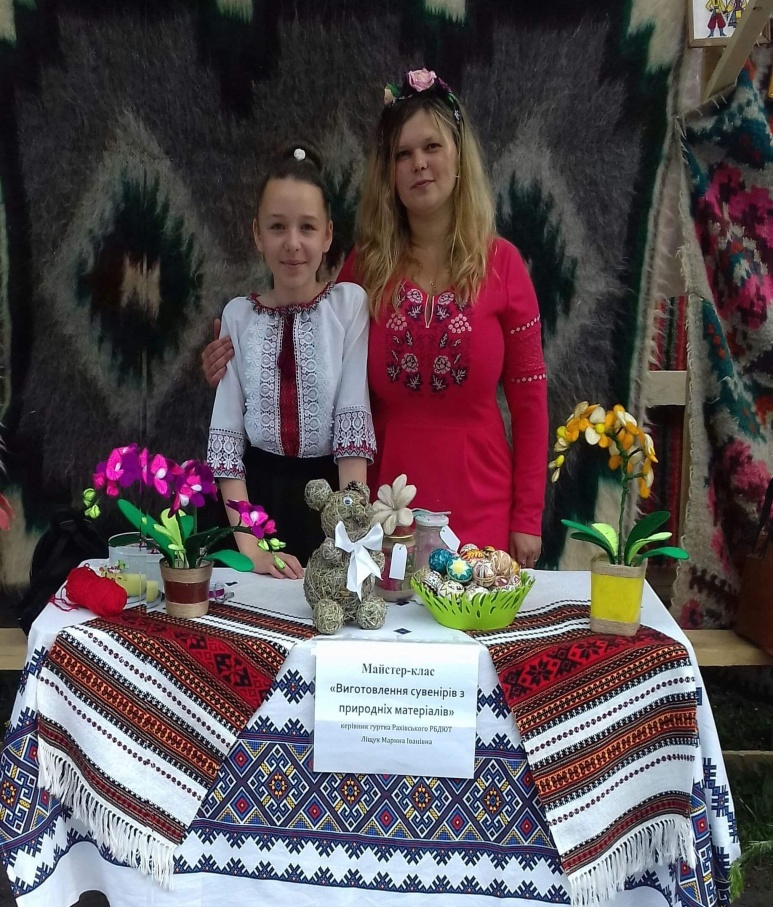 Майстер-клас
«Виготовлення сувенірів з
природніх матеріалів»
керівник гуртка Рахівського РБДЮТ
Ліщук Марина Іванівна